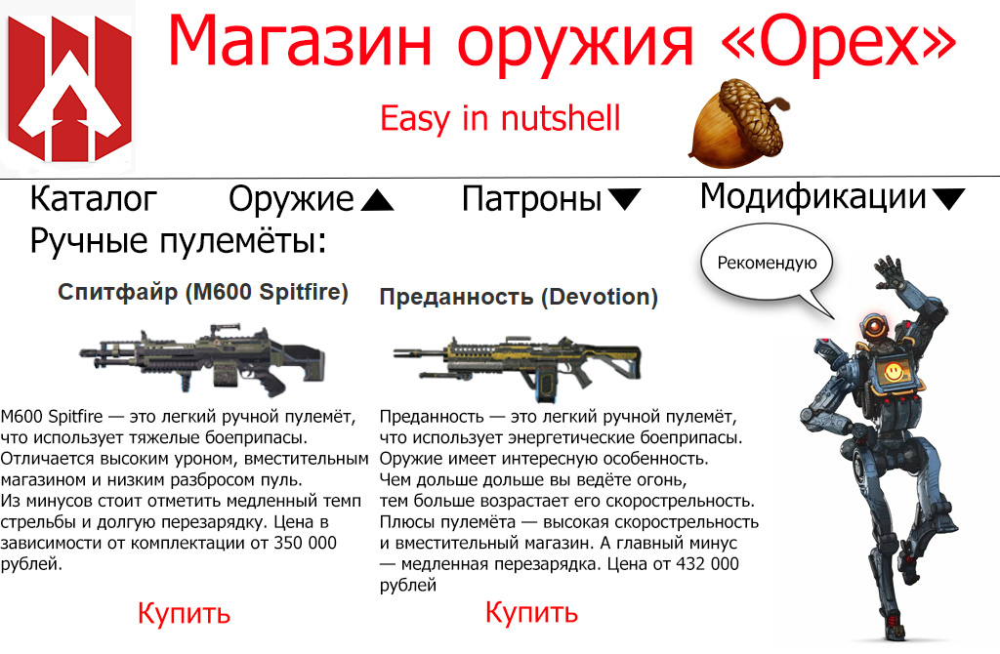 Магазин оружия «Орех»
Easy in nutshell
Каталог Оружие Патроны Модификации
Ручные пулемёты:
Рекомендую
Спитфайр (M600 Spitfire)
M600 Spitfire — это легкий ручной пулемёт,
что использует тяжелые боеприпасы.
Отличается высоким уроном, вместительным
магазином и низким разбросом пуль.
Из минусов стоит отметить медленный темп
стрельбы и долгую перезарядку. Цена в
зависимости от комплектации от 350 000
рублей.
Купить
Преданность (Devotion)
Преданность — это легкий ручной пулемёт,
что использует энергетические боеприпасы.
Оружие имеет интересную особенность.
Чем дольше дольше вы ведёте огонь,
тем больше возрастает его скорострельность.
Плюсы пулемёта — высокая скорострельность
и вместительный магазин. А главный минус
— медленная перезарядка. Цена от 432 000
рублей
Купить